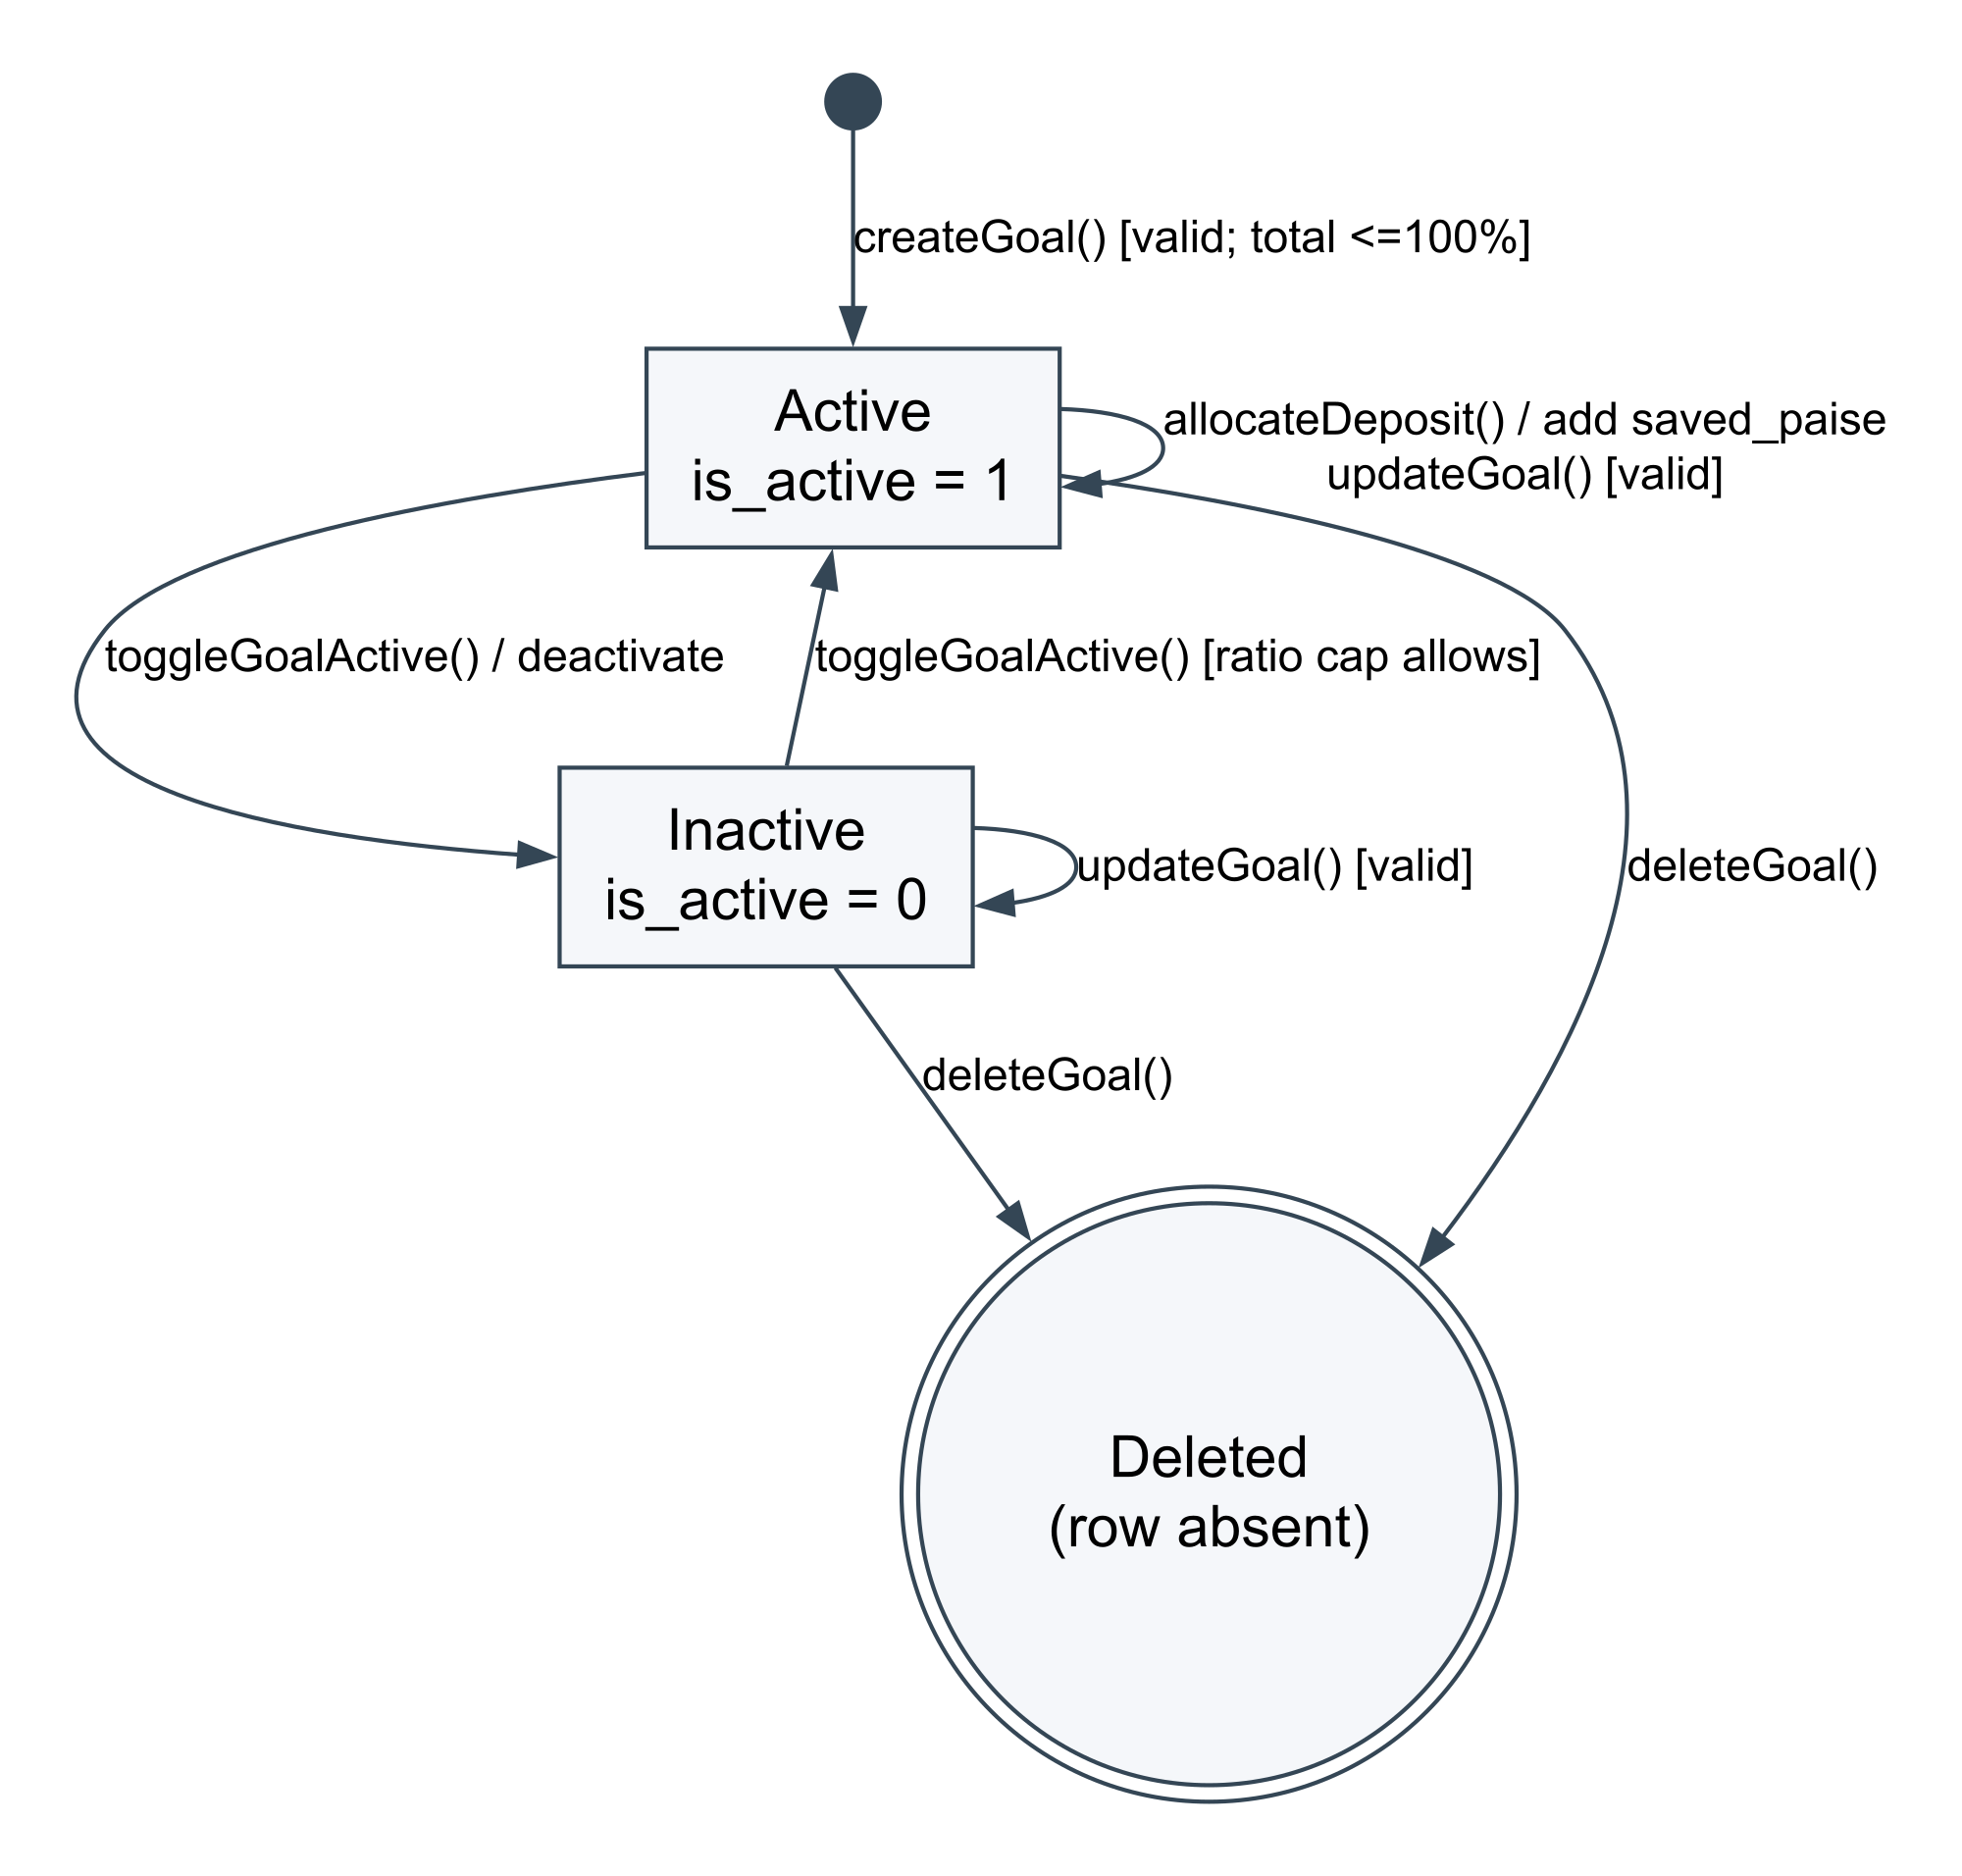 createGoal() [valid; total <=100%]
Active
is_active = 1
allocateDeposit() / add saved_paise
updateGoal() [valid]
toggleGoalActive() / deactivate
toggleGoalActive() [ratio cap allows]
Inactive
is_active = 0
updateGoal() [valid]
deleteGoal()
deleteGoal()
Deleted
(row absent)